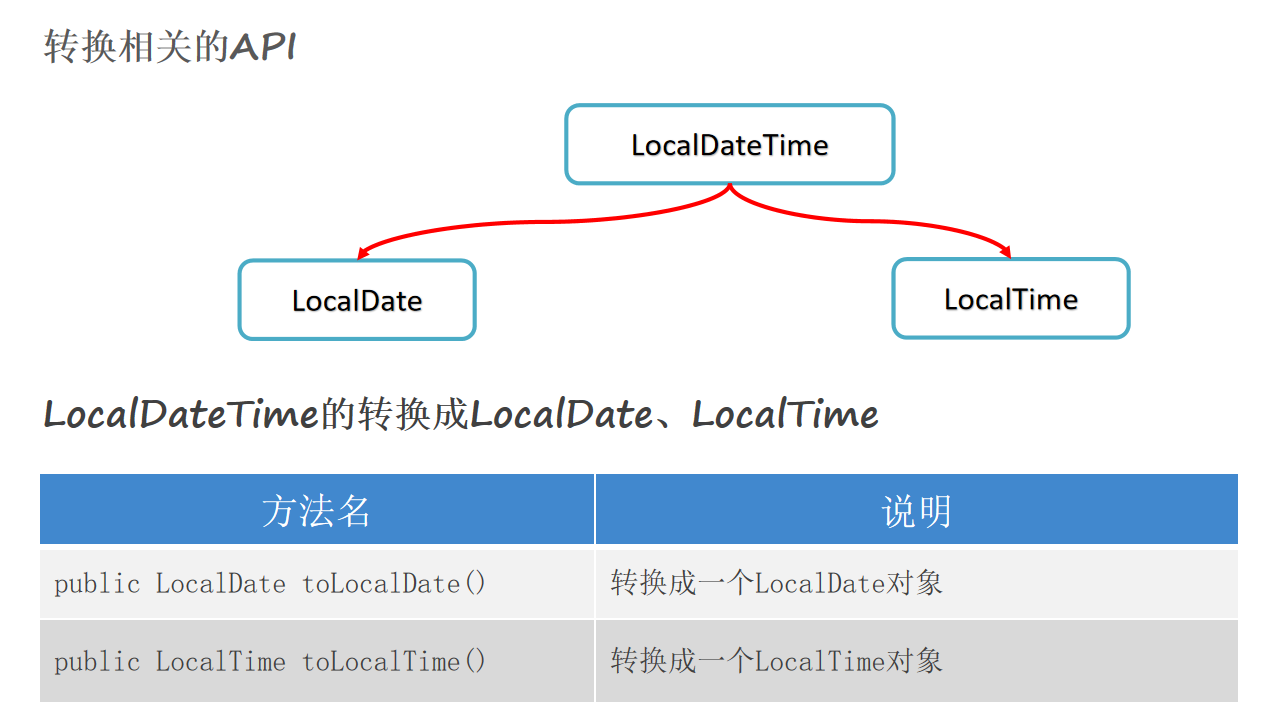 转换相关的API
LocalDateTime
LocalDate
LocalTime
LocalDateTime的转换成LocalDate、LocalTime
方法名
说明
public LocalDate toLocalDate()
转换成一个LocalDate对象
public LocalTime toLocalTime()
转换成一个LocalTime对象